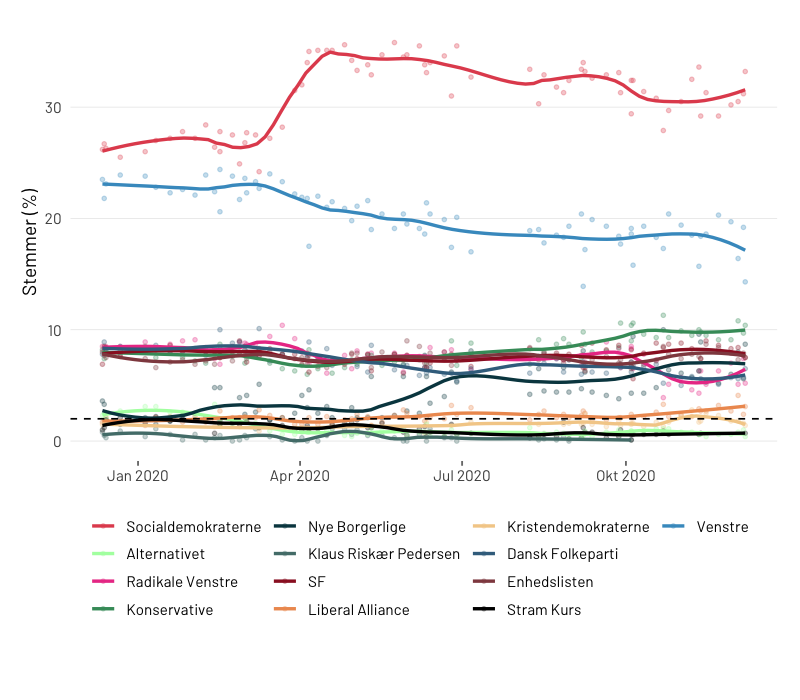 30
20
10
0
Stemmer (%)
Jan 2020 Apr 2020 Jul 2020 Okt 2020
Socialdemokraterne Nye Borgerlige Kristendemokraterne Venstre
Alternativet Klaus Riskær Pedersen Dansk Folkeparti
Radikale Venstre SF Enhedslisten
Konservative Liberal Alliance Stram Kurs